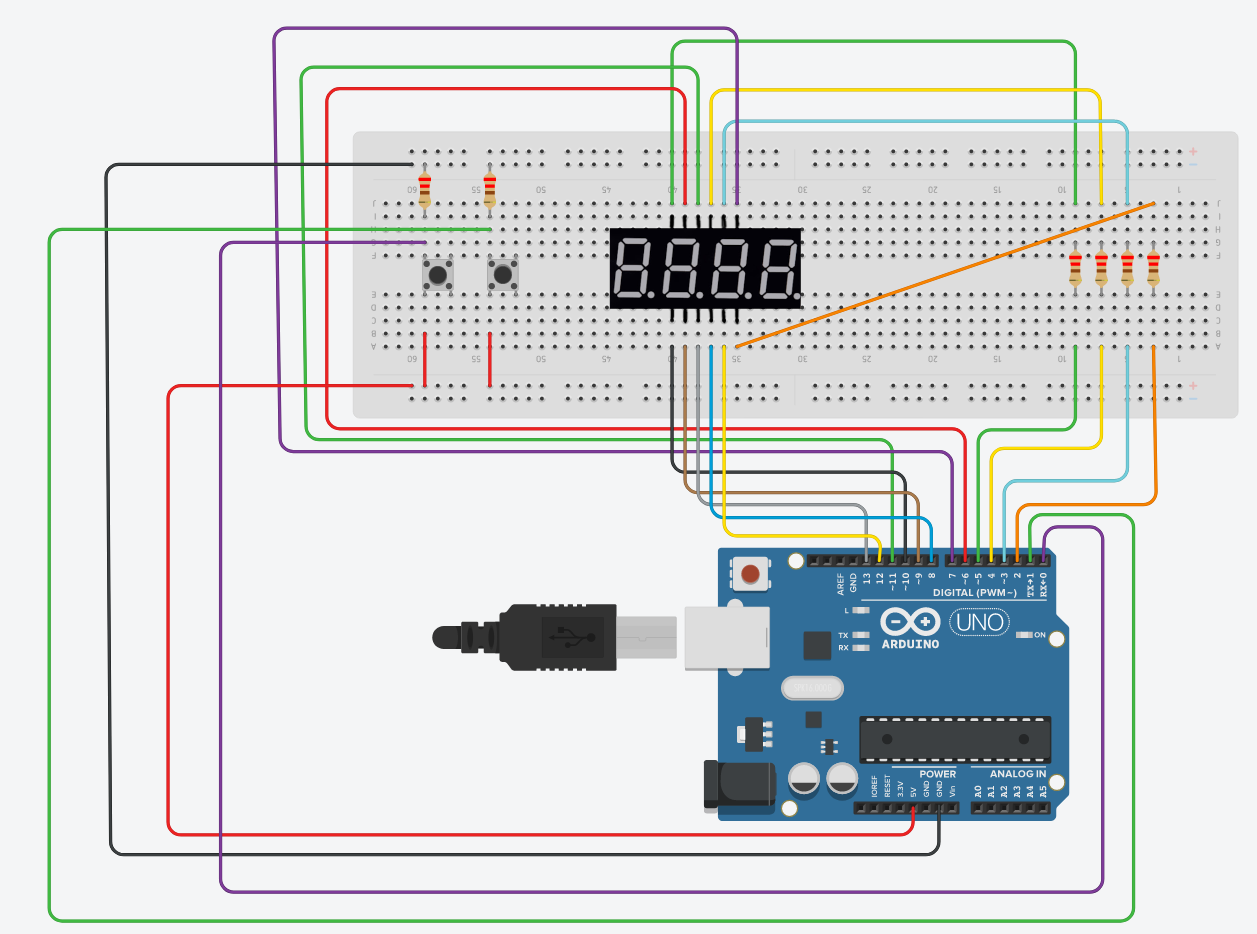 +
−
60 55 50 45 40 35 30 25 20 15 10 5 1
J J
I I
H H
G G
F F
E E
D D
C C
B B
A A
60 55 50 45 35 30 25 20 15 10 1
+
−
AREF GND 13 12 ~11 ~10 ~9 8 7 ~6 ~5 4 ~3 2 TX→1 RX←0
DIGITAL (PWM~)
L
TX
RX
UNO
ON
ARDUINO
POWER ANALOG IN
IOREF RESET 3.3V 5V GND GND Vin A0 A1 A2 A3 A4 A5